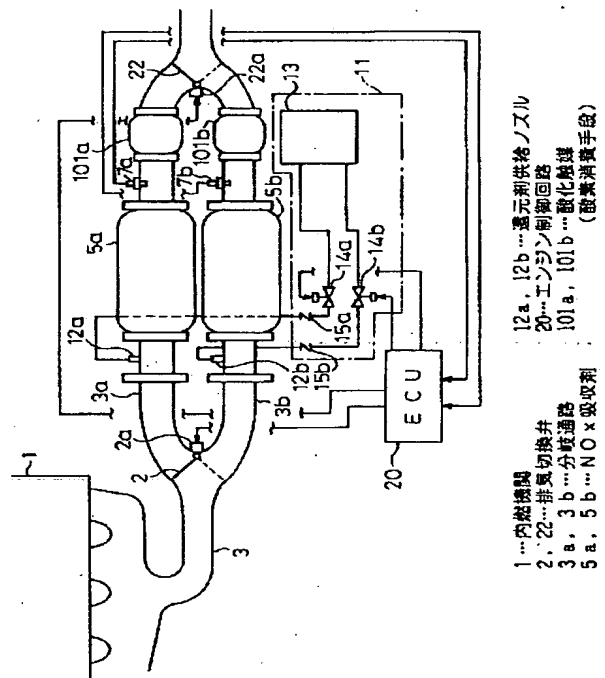 1
2
2a
3
3a
3b
5a
5b
7a
7b
11
12a
12b
13
14a
14b
15a
15b
20
22
22a
101a
101b
ECU
1…内燃機関
2,22…排気切換弁
3a, 3b…分岐通路
5a, 5b…NOx吸収剤
12a, 12b…還元剤供給ノズル
20…エンジン制御回路
101a, 101b…酸化触媒
(酸素消費手段)